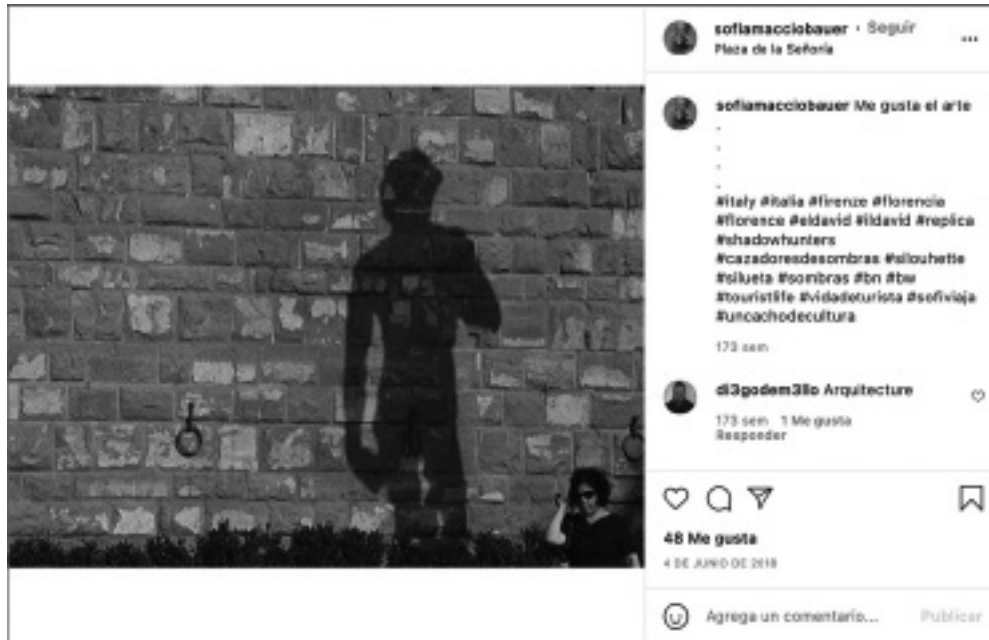 sofiamacciobauer • Seguir
Plaza de la Señoría
sofiamacciobauer Me gusta el arte
.
.
.
.
#italy #italia #firenze #florencia
#florence #eldavid #ildavid #replica
#shadowhunters
#cazadoresdesombras #silouhette
#silueta #sombras #bn #bw
#touristlife #vidadeturista #sofiviaja
#uncachodecultura
173 sem
di3godem3llo Arquitecture
173 sem 1 Me gusta
Responder
48 Me gusta
4 DE JUNIO DE 2018
Agrega un comentario... Publicar